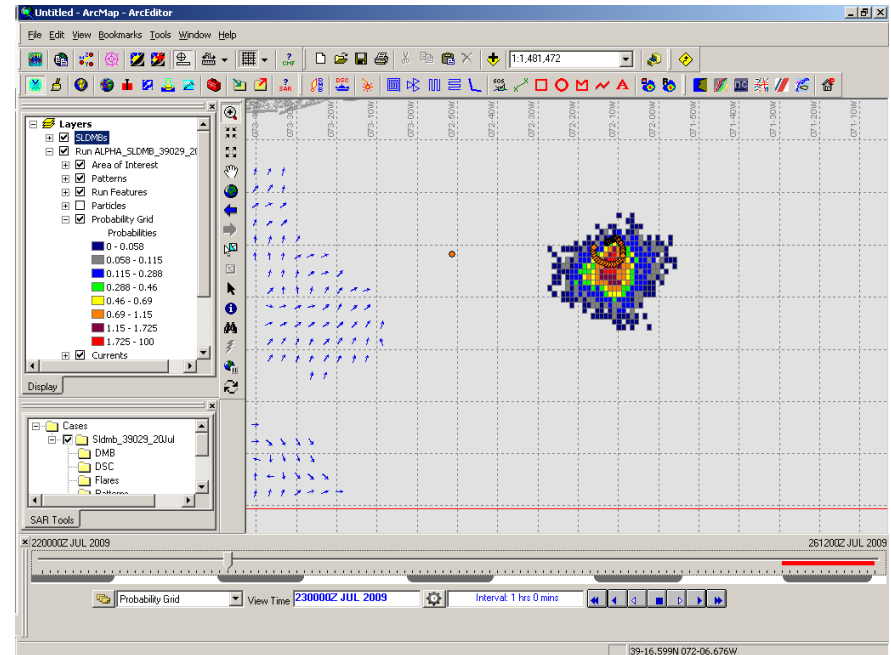 Untitled - ArcMap - ArcEditor
File Edit View Bookmarks Tools Window Help
? CMF
1:1,481,472
? SAR
DSC
SOS
A
DC
Layers
SLDMBs
Run ALPHA_SLDMB_39029_20
Area of Interest
Patterns
Run Features
Particles
Probability Grid
Probabilities
0 - 0.058
0.058 - 0.115
0.115 - 0.288
0.288 - 0.46
0.46 - 0.69
0.69 - 1.15
1.15 - 1.725
1.725 - 100
Currents
Display
073-30W
073-20W
073-10W
073-00W
072-50W
072-40W
072-30W
072-20W
072-10W
072-00W
071-50W
071-40W
071-30W
071-20W
071-10W
Cases
Sldmb_39029_20Jul
DMB
DSC
Flares
Patterns
SAR Tools
220000Z JUL 2009
261200Z JUL 2009
Probability Grid
View Time 230000Z JUL 2009
Interval: 1 hrs 0 mins
39-16.599N 072-06.676W